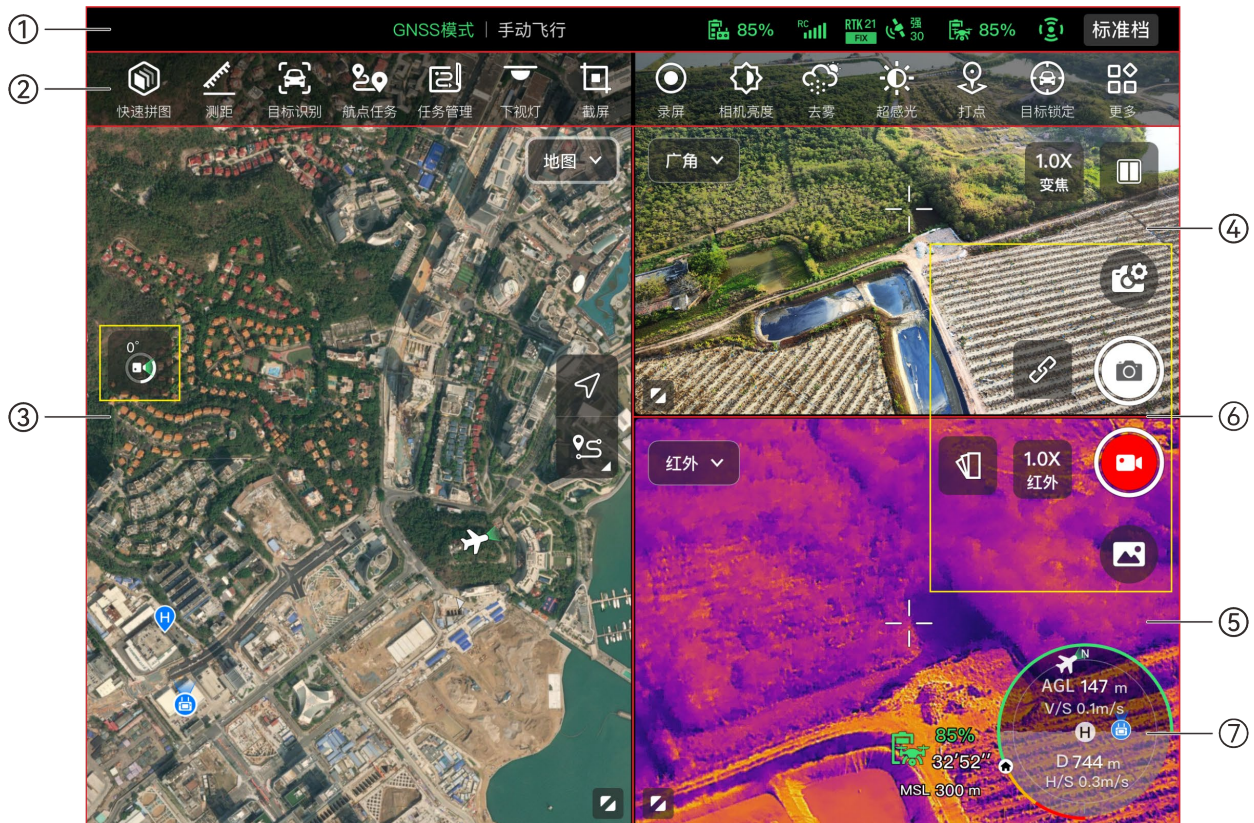 ①
GNSS模式 | 手动飞行
85%
RC
RTK 21
FIX
强
30
85%
标准档
②
快速拼图
测距
目标识别
航点任务
任务管理
下视灯
截屏
录屏
相机亮度
去雾
超感光
打点
目标锁定
更多
地图
广角
1.0X
变焦
④
0°
③
⑥
红外
1.0X
红外
H
⑤
N
AGL 147 m
V/S 0.1m/s
H
⑦
D 744 m
H/S 0.3m/s
85%
32'52''
MSL 300 m